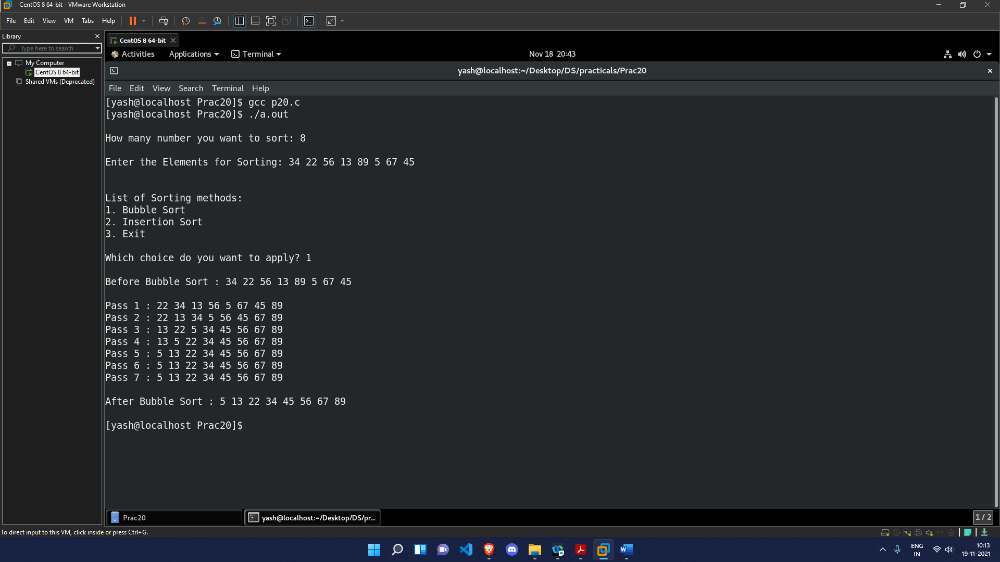 CentOS 8 64-bit - VMware Workstation
File Edit View VM Tabs Help
Library
Type here to search
My Computer
CentOS 8 64-bit
Shared VMs (Deprecated)
CentOS 8 64-bit
Activities Applications Terminal Nov 18 20:43
yash@localhost:~/Desktop/DS/practicals/Prac20
File Edit View Search Terminal Help
[yash@localhost Prac20]$ gcc p20.c
[yash@localhost Prac20]$ ./a.out
How many number you want to sort: 8
Enter the Elements for Sorting: 34 22 56 13 89 5 67 45
List of Sorting methods:
1. Bubble Sort
2. Insertion Sort
3. Exit
Which choice do you want to apply? 1
Before Bubble Sort : 34 22 56 13 89 5 67 45
Pass 1 : 22 34 13 56 5 67 45 89
Pass 2 : 22 13 34 5 56 45 67 89
Pass 3 : 13 22 5 34 45 56 67 89
Pass 4 : 13 5 22 34 45 56 67 89
Pass 5 : 5 13 22 34 45 56 67 89
Pass 6 : 5 13 22 34 45 56 67 89
Pass 7 : 5 13 22 34 45 56 67 89
After Bubble Sort : 5 13 22 34 45 56 67 89
[yash@localhost Prac20]$
Prac20
yash@localhost:~/Desktop/DS/pr...
1 / 2
To direct input to this VM, click inside or press Ctrl+G.
ENG
IN
10:13
19-11-2021